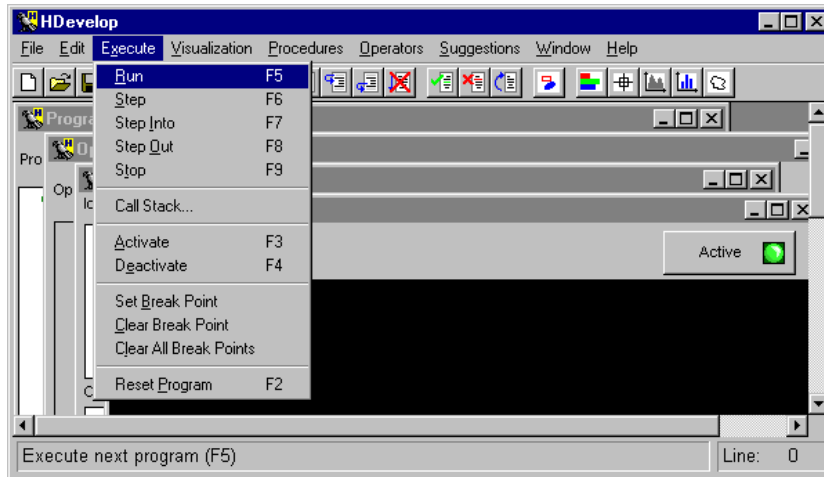 HDevelop
File Edit Execute Visualization Procedures Operators Suggestions Window Help
Run F5
Step F6
Step Into F7
Step Out F8
Stop F9
Call Stack...
Activate F3
Deactivate F4
Set Break Point
Clear Break Point
Clear All Break Points
Reset Program F2
Active
Execute next program (F5)
Line: 0